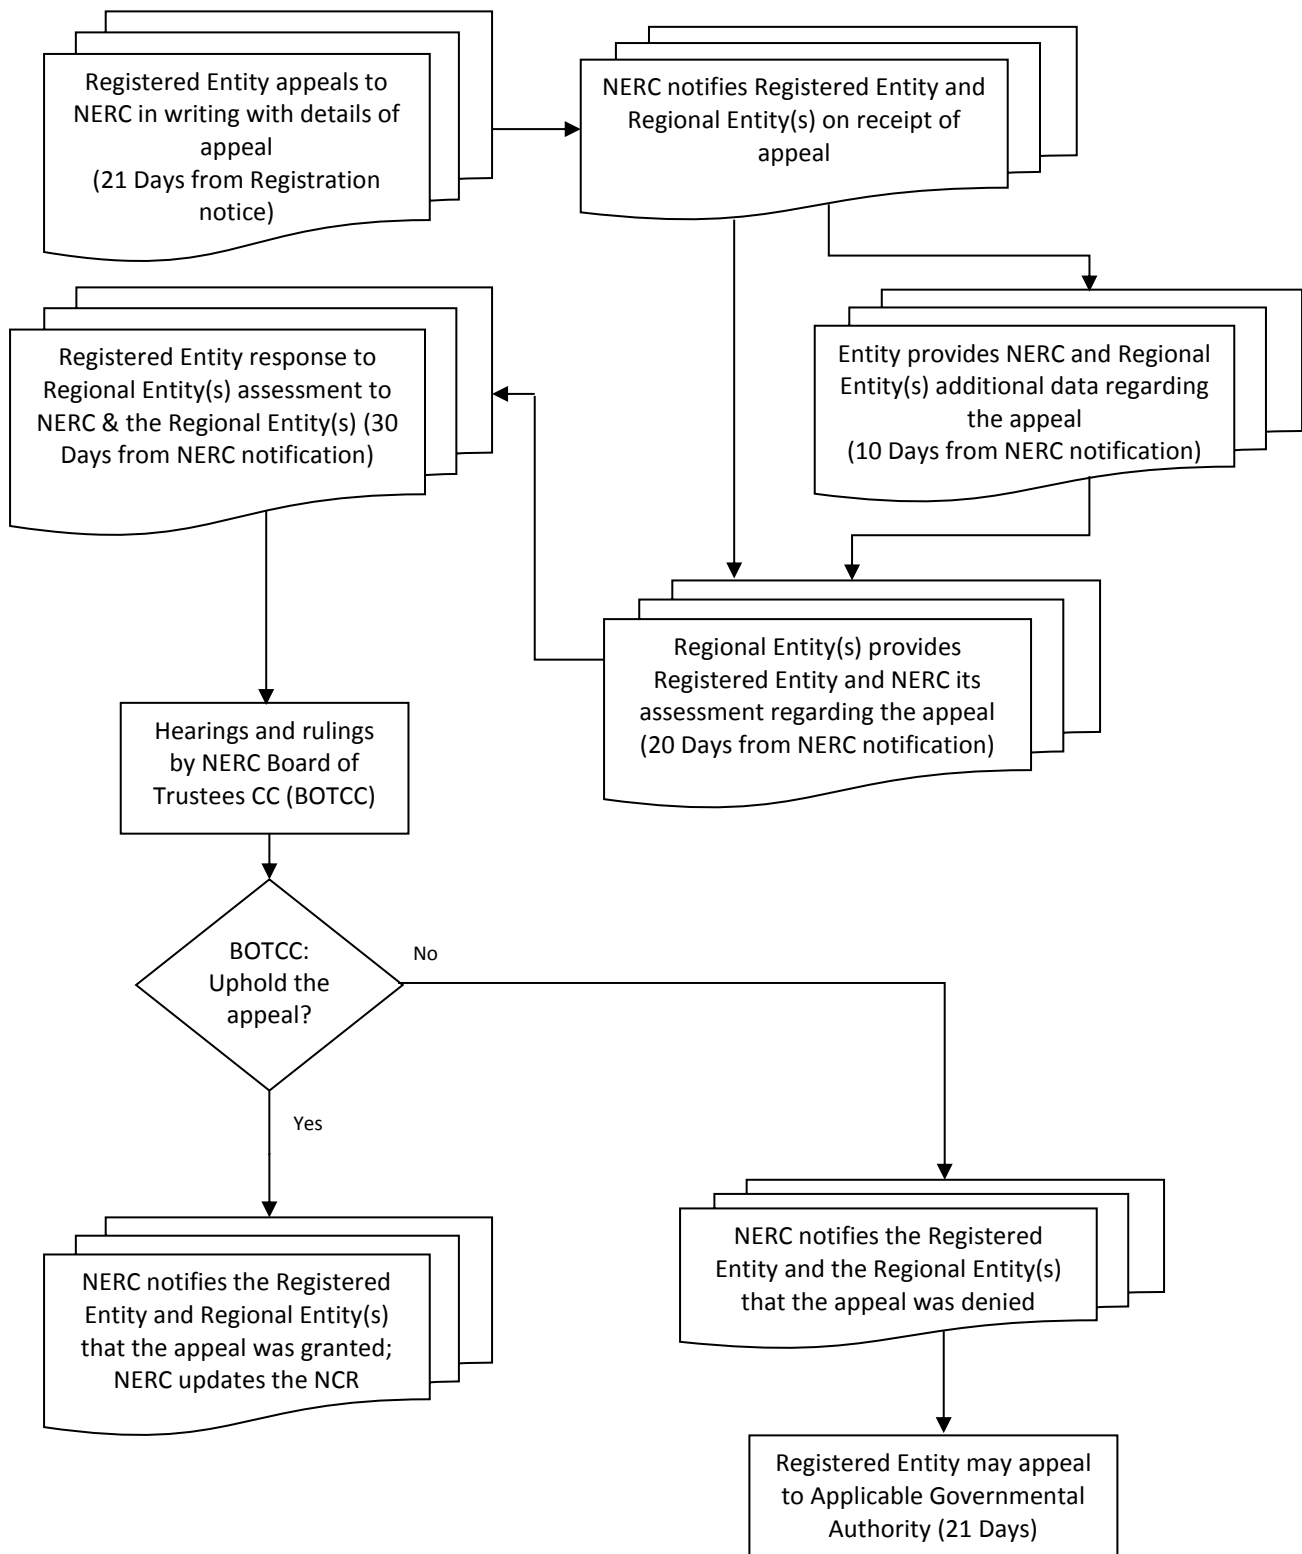 Registered Entity appeals to
NERC in writing with details of
appeal
(21 Days from Registration
notice)
NERC notifies Registered Entity and
Regional Entity(s) on receipt of
appeal
Entity provides NERC and Regional
Entity(s) additional data regarding
the appeal
(10 Days from NERC notification)
Registered Entity response to
Regional Entity(s) assessment to
NERC & the Regional Entity(s) (30
Days from NERC notification)
Regional Entity(s) provides
Registered Entity and NERC its
assessment regarding the appeal
(20 Days from NERC notification)
Hearings and rulings
by NERC Board of
Trustees CC (BOTCC)
BOTCC:
Uphold the
appeal?
No
Yes
NERC notifies the Registered
Entity and Regional Entity(s)
that the appeal was granted;
NERC updates the NCR
NERC notifies the Registered
Entity and the Regional Entity(s)
that the appeal was denied
Registered Entity may appeal
to Applicable Governmental
Authority (21 Days)